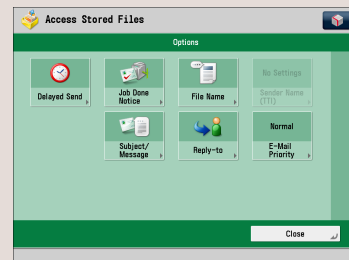 Access Stored Files
Options
Delayed Send
Job Done
Notice
File Name
No Settings
Sender Name
(TTI)
Subject/
Message
Reply-to
Normal
E-Mail
Priority
Close